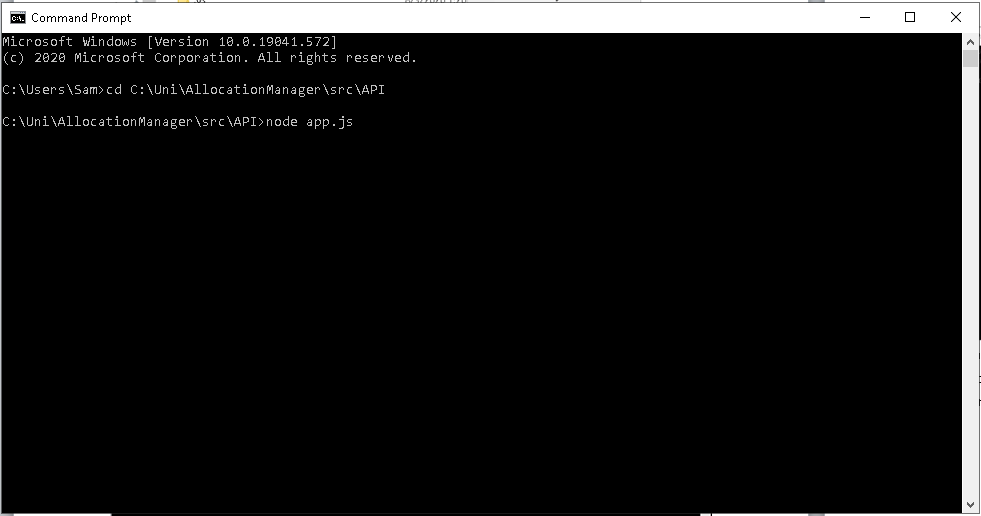 Command Prompt
Microsoft Windows [Version 10.0.19041.572]
(c) 2020 Microsoft Corporation. All rights reserved.
C:\Users\Sam>cd C:\Uni\AllocationManager\src\API
C:\Uni\AllocationManager\src\API>node app.js